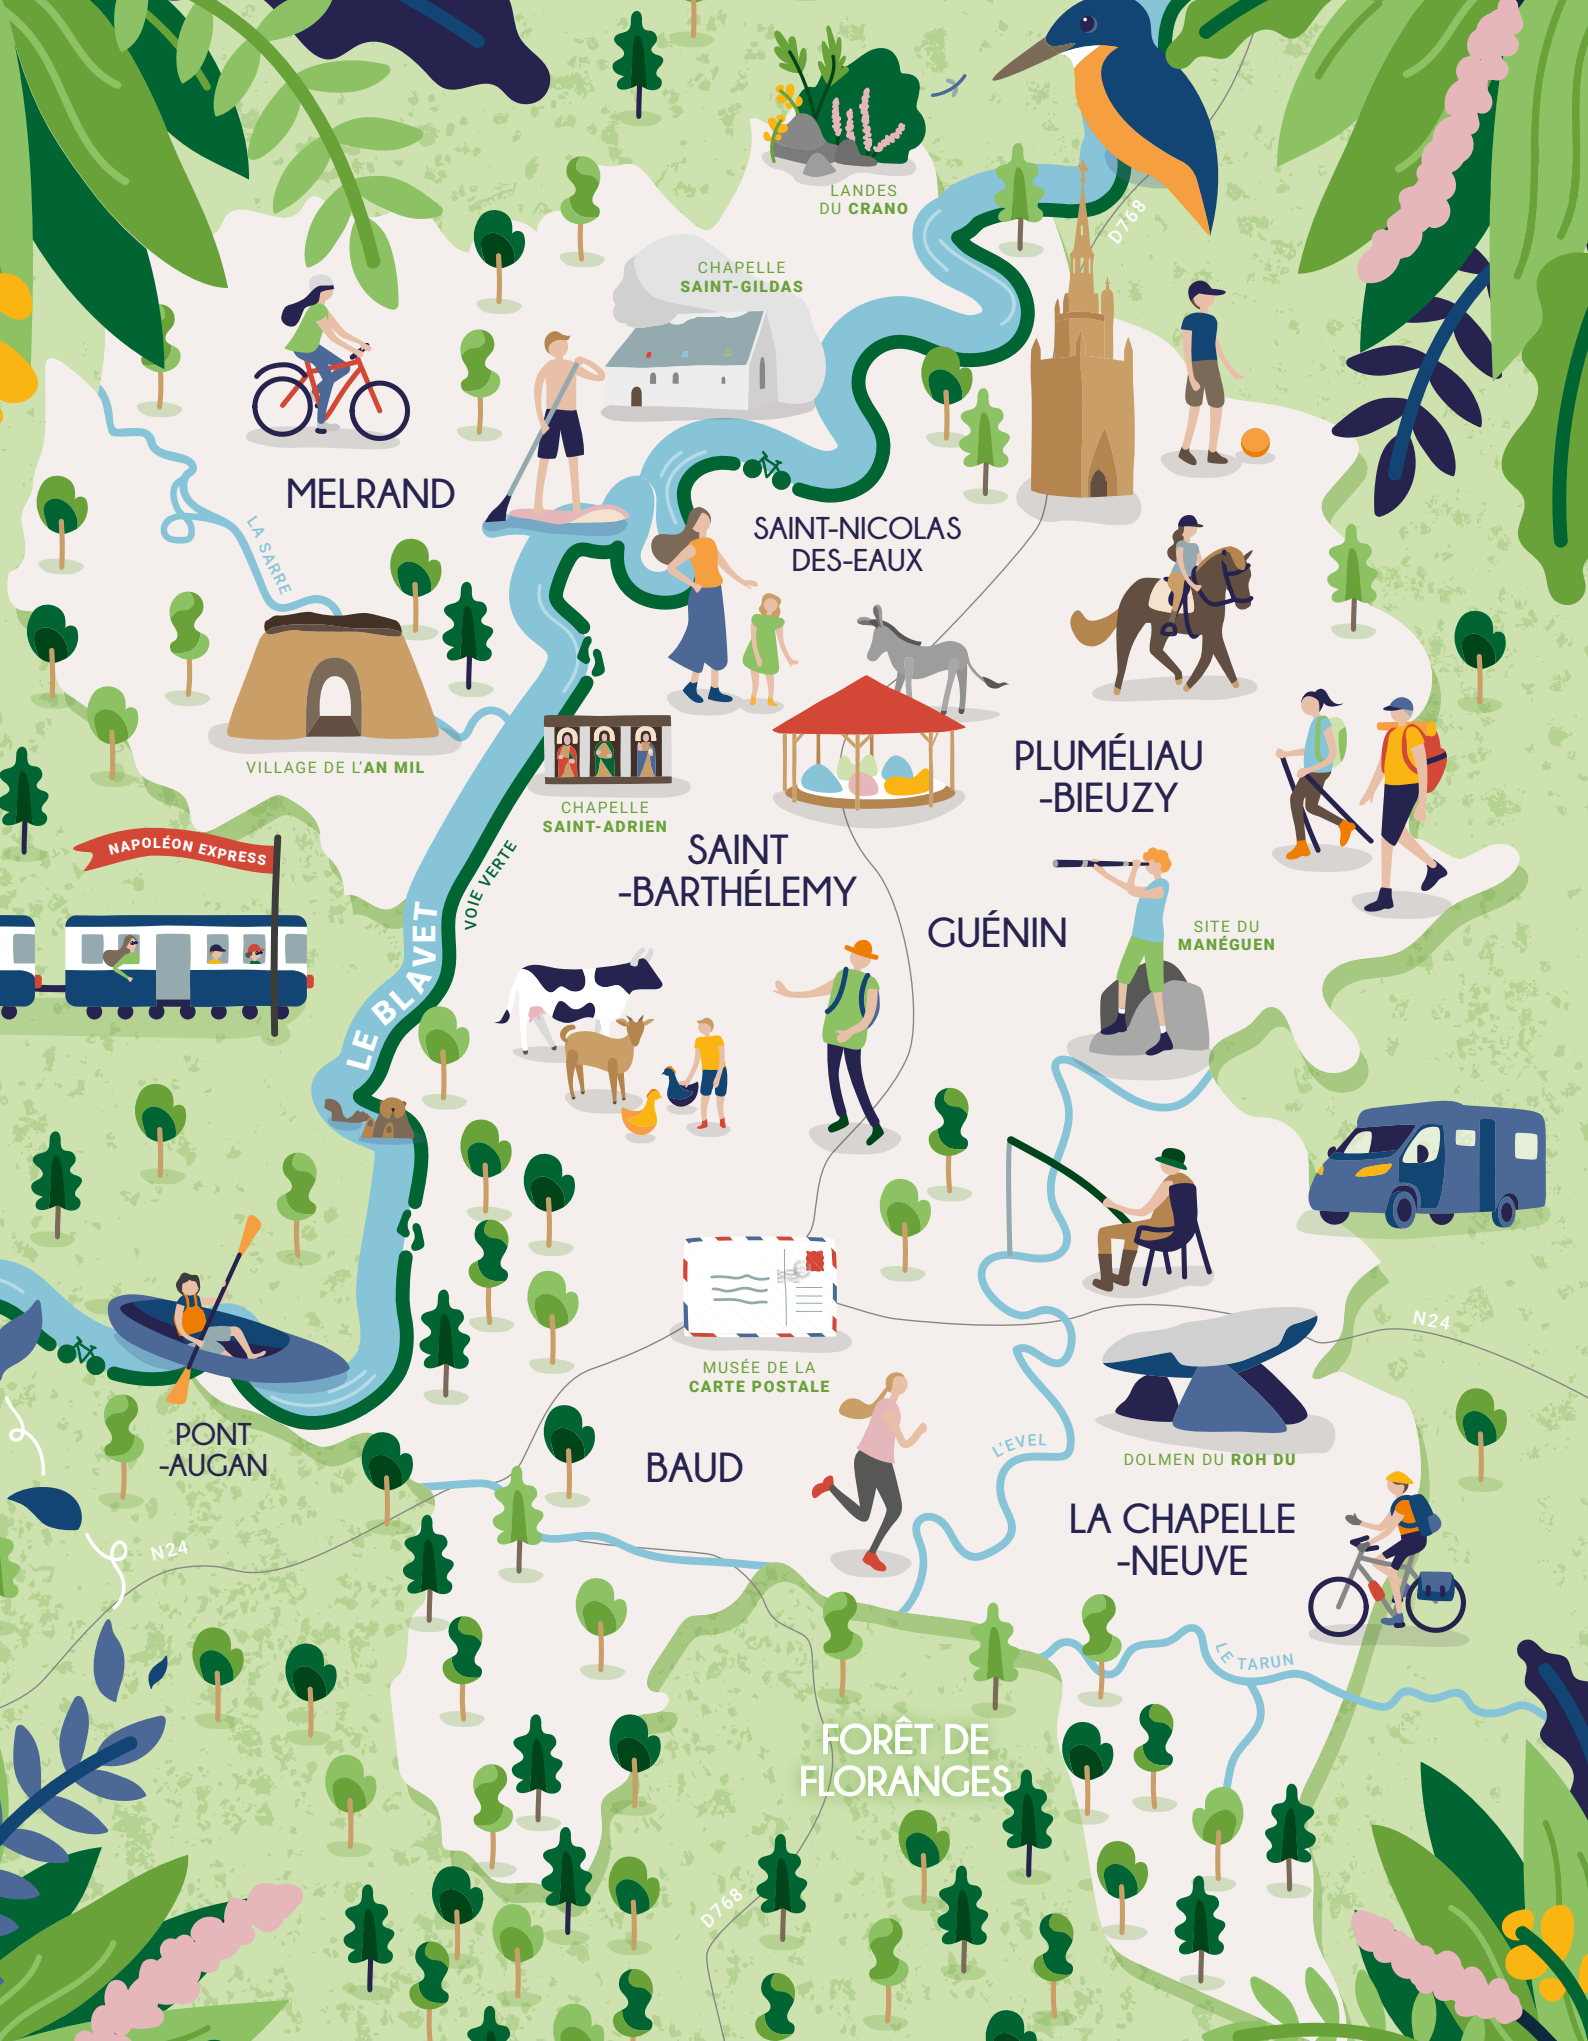 LANDES
DU CRANO
D768
CHAPELLE
SAINT-GILDAS
MELRAND
LA SARRE
SAINT-NICOLAS
DES-EAUX
VILLAGE DE L'AN MIL
CHAPELLE
SAINT-ADRIEN
PLUMÉLIAU
-BIEUZY
NAPOLÉON EXPRESS
SAINT
-BARTHÉLEMY
VOIE VERTE
LE BLAVET
GUÉNIN
SITE DU
MANÉGUEN
N24
MUSÉE DE LA
CARTE POSTALE
PONT
-AUGAN
BAUD
L'EVEL
DOLMEN DU ROH DU
LA CHAPELLE
-NEUVE
N24
LE TARUN
FORÊT DE
FLORANGES
D768